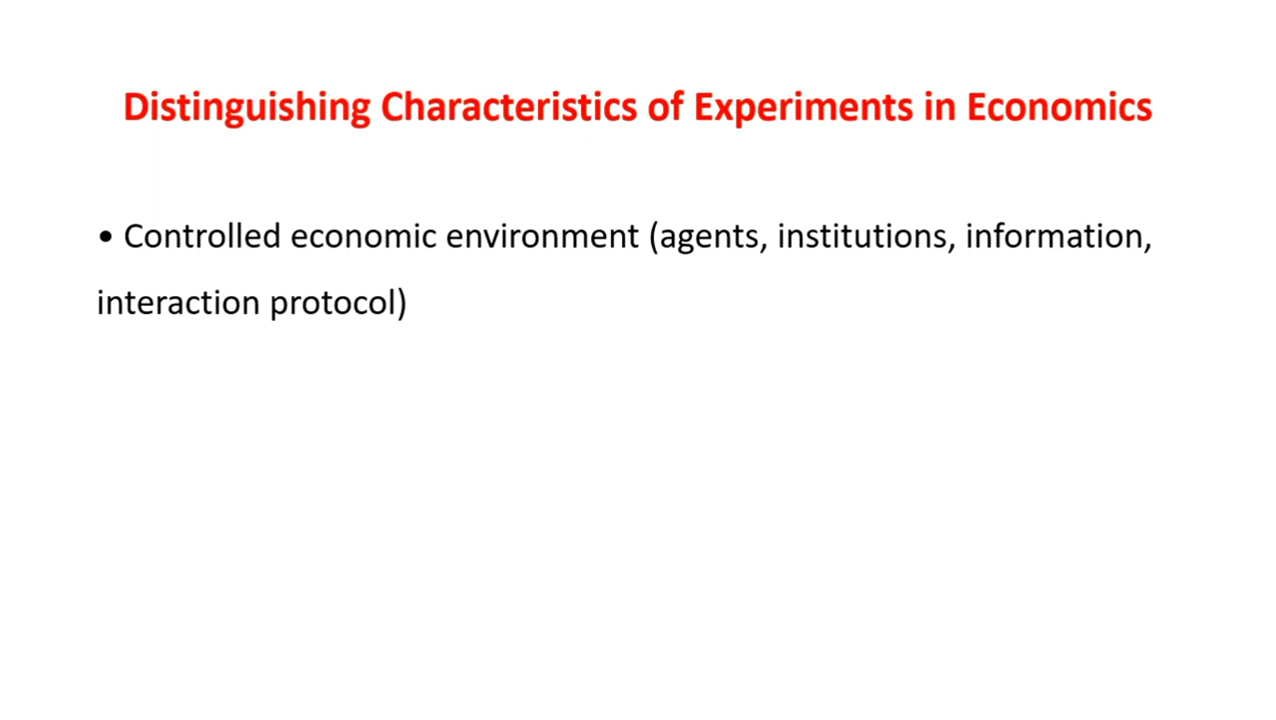 Distinguishing Characteristics of Experiments in Economics
• Controlled economic environment (agents, institutions, information,
interaction protocol)